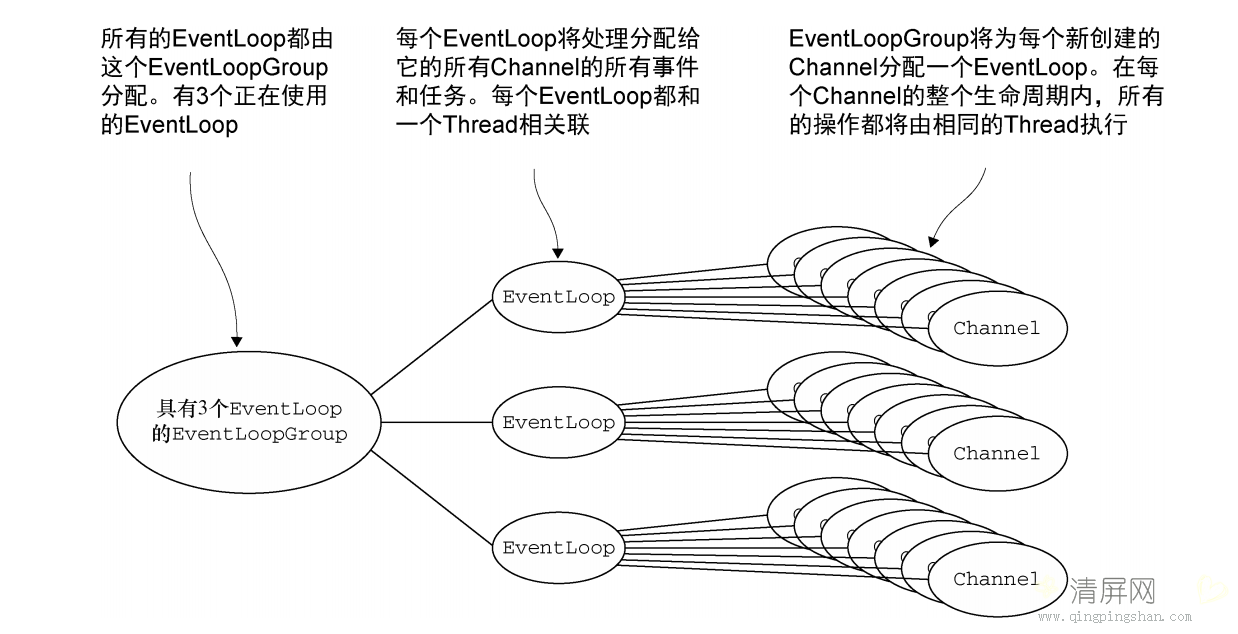 所有的EventLoop都由
这个EventLoopGroup
分配。有3个正在使用
的EventLoop
每个EventLoop将处理分配给
它的所有Channel的所有事件
和任务。每个EventLoop都和
一个Thread相关联
EventLoopGroup将为每个新创建的
Channel分配一个EventLoop。在每
个Channel的整个生命周期内，所有
的操作都将由相同的Thread执行
具有3个EventLoop
的EventLoopGroup
EventLoop
Channel
EventLoop
Channel
EventLoop
Channel
清屏网
www.qingpingshan.com